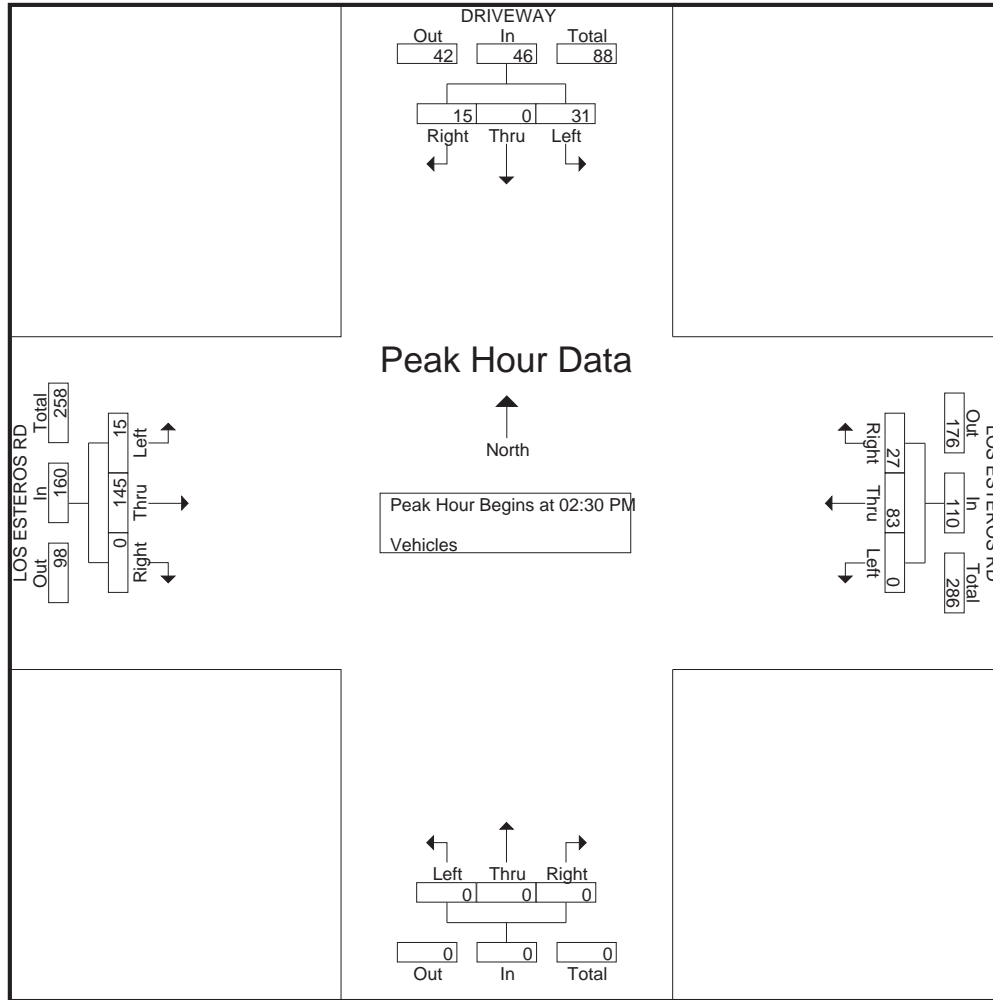 DRIVEWAY
Out In Total
42 46 88
15 0 31
Right Thru Left
Peak Hour Data
North
Peak Hour Begins at 02:30 PM
Vehicles
LOS ESTEROS RD
Out In Total
98 160 258
15 145 0
Left Thru Right
LOS ESTEROS RD
Out In Total
176 110 286
27 83 0
Right Thru Left
Left Thru Right
0 0 0
0 0 0
Out In Total